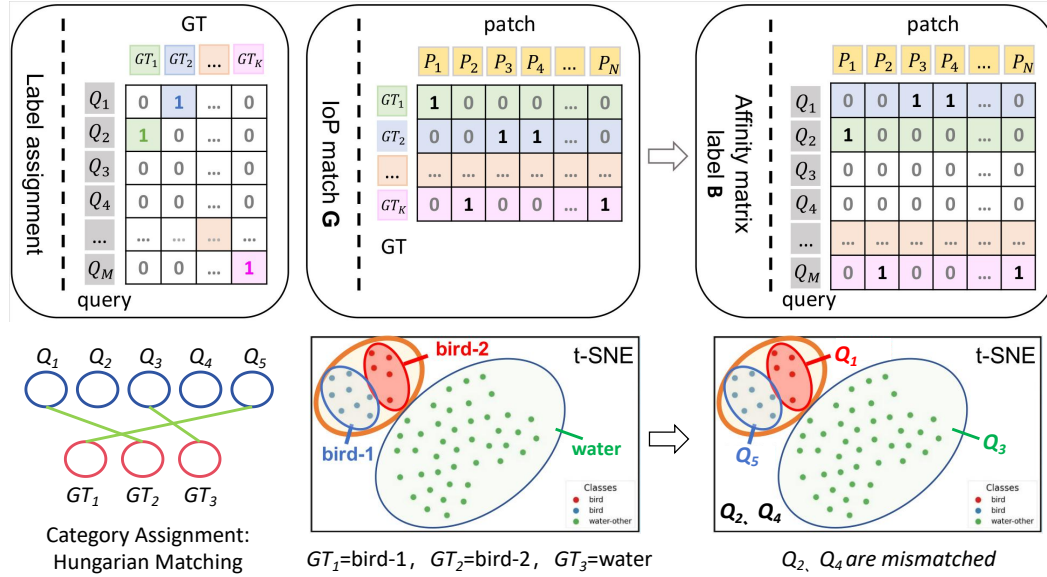 GT
GT₁ GT₂ ... GT_K
Label assignment
Q₁ 0 1 ... 0
Q₂ 1 0 ... 0
Q₃ 0 0 ... 0
Q₄ 0 0 ... 0
... ... ... ... ...
Q_M 0 0 ... 1
query
patch
P₁ P₂ P₃ P₄ ... P_N
IoP match G
GT₁ 1 0 0 0 ... 0
GT₂ 0 0 1 1 ... 0
... ... ... ... ... ... ...
GT_K 0 1 0 0 ... 1
GT
patch
P₁ P₂ P₃ P₄ ... P_N
Affinity matrix
label B
Q₁ 0 0 1 1 ... 0
Q₂ 1 0 0 0 ... 0
Q₃ 0 0 0 0 ... 0
Q₄ 0 0 0 0 ... 0
... ... ... ... ... ... ...
Q_M 0 1 0 0 ... 1
query
Q₁ Q₂ Q₃ Q₄ Q₅
GT₁ GT₂ GT₃
Category Assignment:
Hungarian Matching
t-SNE
bird-2
bird-1
water
Classes
bird
bird
water-other
GT₁=bird-1, GT₂=bird-2, GT₃=water
t-SNE
Q₁
Q₅
Q₃
Q₂、Q₄
Classes
bird
bird
water-other
Q₂、Q₄ are mismatched